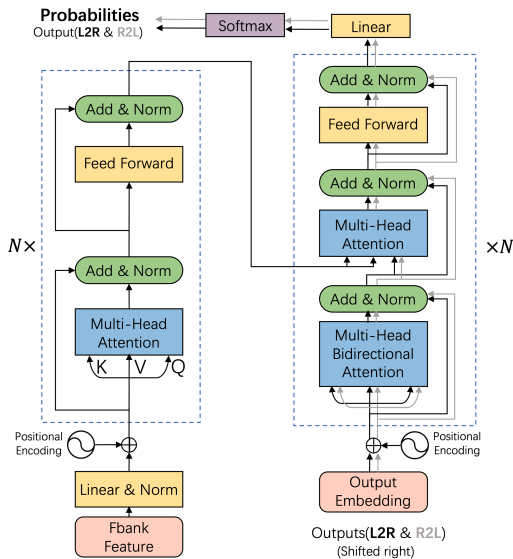 Probabilities
Output(L2R & R2L)
Softmax
Linear
Add & Norm
Feed Forward
N×
Add & Norm
Multi-Head
Attention
K V Q
Positional
Encoding
Linear & Norm
Fbank
Feature
Add & Norm
Feed Forward
Add & Norm
Multi-Head
Attention
×N
Add & Norm
Multi-Head
Bidirectional
Attention
Positional
Encoding
Output
Embedding
Outputs(L2R & R2L)
(Shifted right)